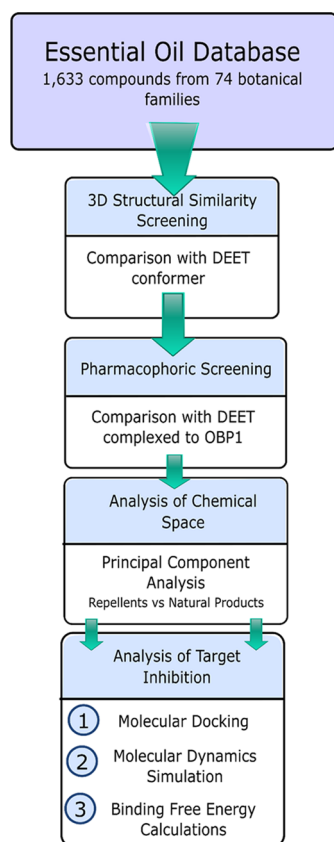 Essential Oil Database
1,633 compounds from 74 botanical
families
3D Structural Similarity
Screening
Comparison with DEET
conformer
Pharmacophoric Screening
Comparison with DEET
complexed to OBP1
Analysis of Chemical
Space
Principal Component
Analysis
Repellents vs Natural Products
Analysis of Target
Inhibition
1 Molecular Docking
2 Molecular Dynamics
Simulation
3 Binding Free Energy
Calculations